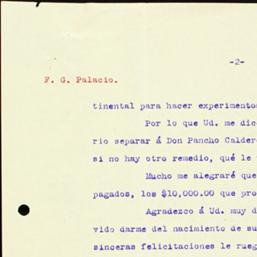 -2-
F. G. Palacio.
tinental para hacer experimentos
Por lo que Ud. me dic
rio separar á Don Pancho Calder
si no hay otro remedio, qué le
Mucho me alegraré que
pagados, los $10,000.00 que pro
Agradezco á Ud. muy d
vido darme del nacimiento de su
sinceras felicitaciones le rueg